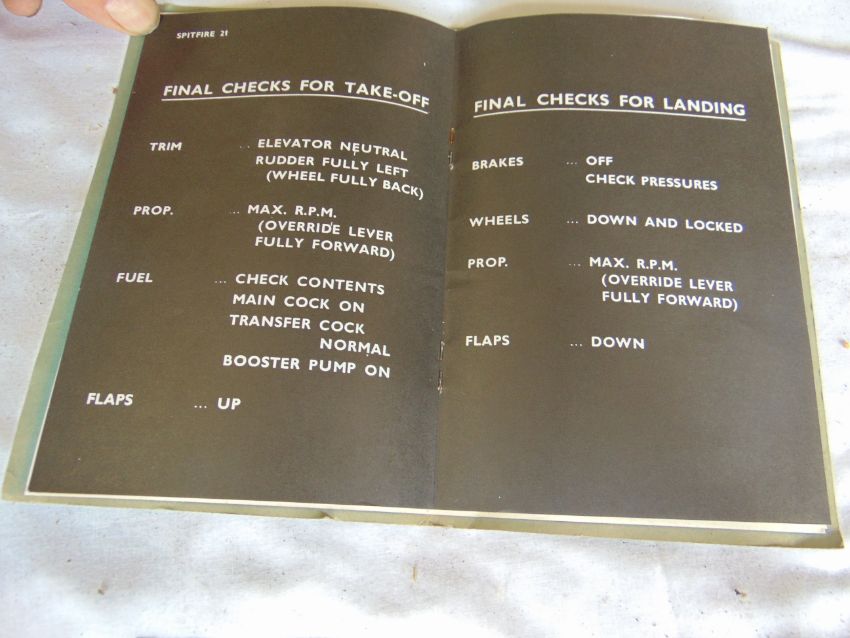 SPITFIRE 21
FINAL CHECKS FOR TAKE-OFF
TRIM .. ELEVATOR NEUTRAL
RUDDER FULLY LEFT
(WHEEL FULLY BACK)
PROP. ... MAX. R.P.M.
(OVERRIDE LEVER
FULLY FORWARD)
FUEL ... CHECK CONTENTS
MAIN COCK ON
TRANSFER COCK
NORMAL
BOOSTER PUMP ON
FLAPS ... UP
FINAL CHECKS FOR LANDING
BRAKES ... OFF
CHECK PRESSURES
WHEELS ... DOWN AND LOCKED
PROP. ... MAX. R.P.M.
(OVERRIDE LEVER
FULLY FORWARD)
FLAPS ... DOWN